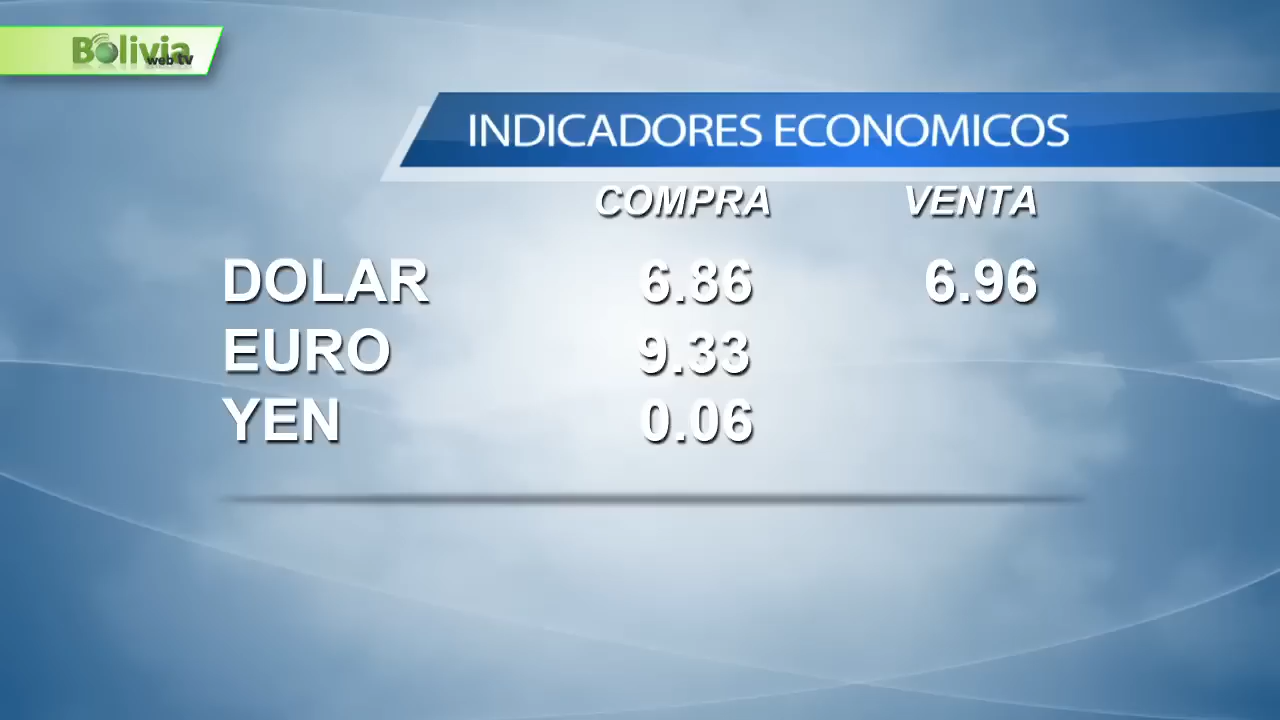 Bolivia
web tv
INDICADORES ECONOMICOS
COMPRA VENTA
DOLAR 6.86 6.96
EURO 9.33
YEN 0.06